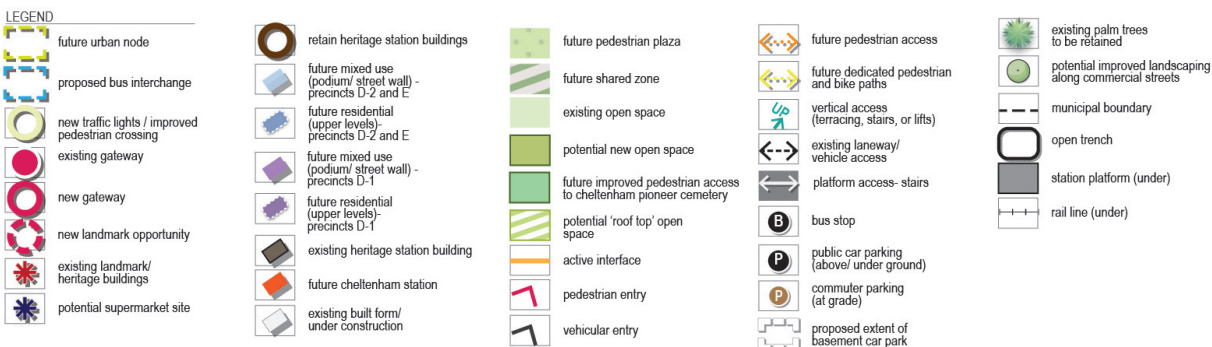 LEGEND
future urban node
proposed bus interchange
new traffic lights / improved
pedestrian crossing
existing gateway
new gateway
new landmark opportunity
existing landmark/
heritage buildings
potential supermarket site
retain heritage station buildings
future mixed use
(podium/ street wall) -
precincts D-2 and E
future residential
(upper levels)-
precincts D-2 and E
future mixed use
(podium/ street wall) -
precincts D-1
future residential
(upper levels)-
precincts D-1
existing heritage station building
future cheltenham station
existing built form/
under construction
future pedestrian plaza
future shared zone
existing open space
potential new open space
future improved pedestrian access
to cheltenham pioneer cemetery
potential 'roof top' open
space
active interface
pedestrian entry
vehicular entry
future pedestrian access
future dedicated pedestrian
and bike paths
UP
vertical access
(terracing, stairs, or lifts)
existing laneway/
vehicle access
platform access- stairs
B
bus stop
P
public car parking
(above/ under ground)
P
commuter parking
(at grade)
proposed extent of
basement car park
existing palm trees
to be retained
potential improved landscaping
along commercial streets
municipal boundary
open trench
station platform (under)
rail line (under)